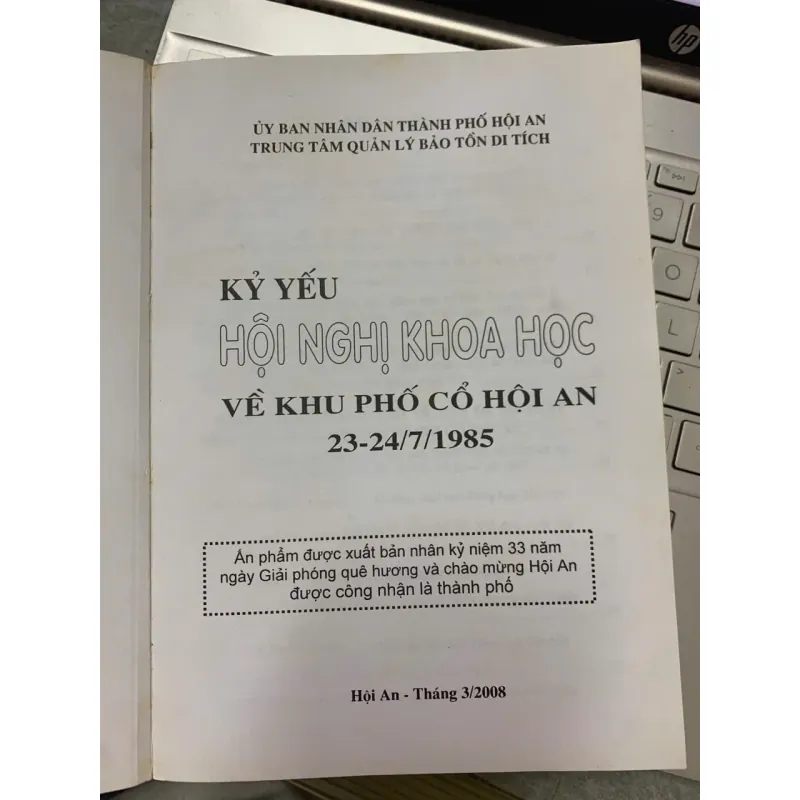 ỦY BAN NHÂN DÂN THÀNH PHỐ HỘI AN
TRUNG TÂM QUẢN LÝ BẢO TỒN DI TÍCH
KỶ YẾU
HỘI NGHỊ KHOA HỌC
VỀ KHU PHỐ CỔ HỘI AN
23-24/7/1985
Ấn phẩm được xuất bản nhân kỷ niệm 33 năm
ngày Giải phóng quê hương và chào mừng Hội An
được công nhận là thành phố
Hội An - Tháng 3/2008
hp
9
O
L